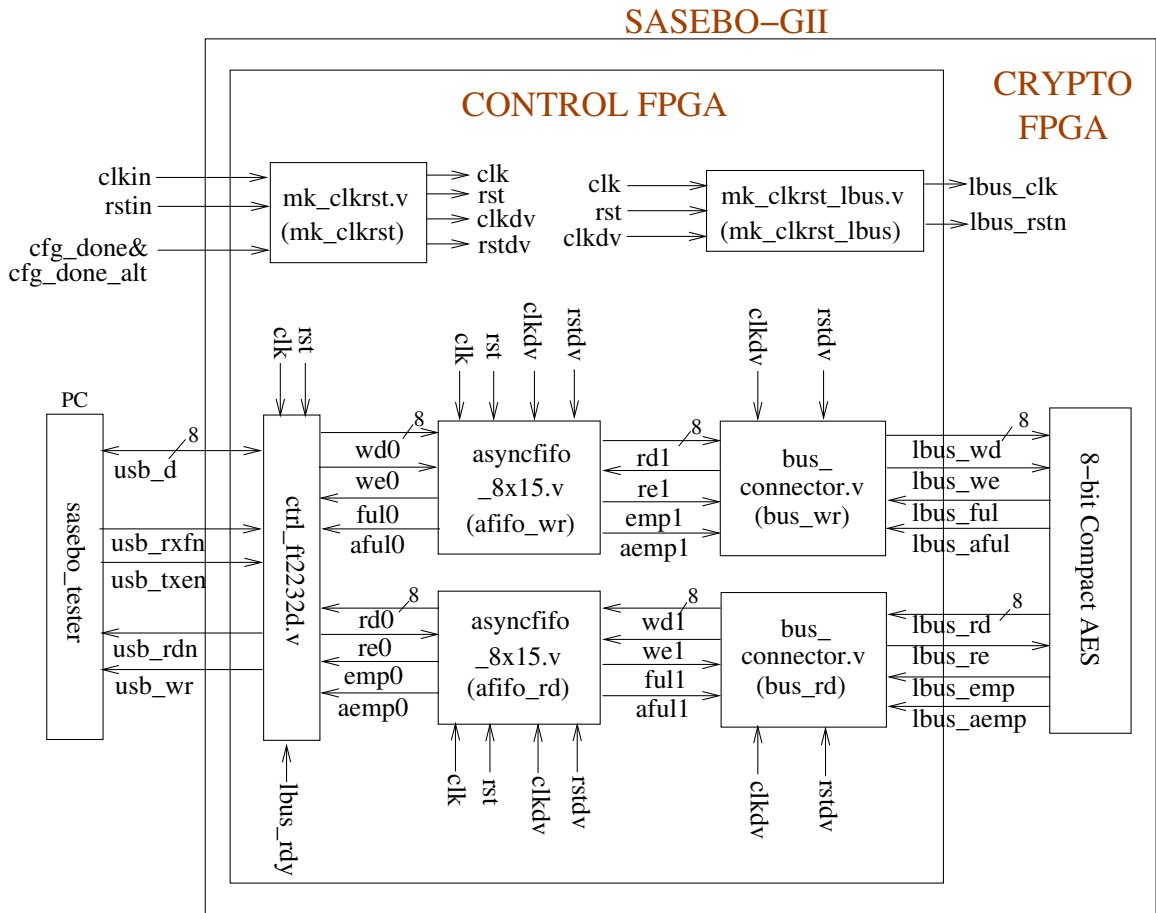 SASEBO−GII
CONTROL FPGA
CRYPTO
FPGA
clkin
rstin
cfg_done&
cfg_done_alt
mk_clkrst.v
(mk_clkrst)
clk
rst
clkdv
rstdv
clk
rst
clkdv
mk_clkrst_lbus.v
(mk_clkrst_lbus)
lbus_clk
lbus_rstn
clk
rst
clk
rst
clkdv
rstdv
clkdv
rstdv
PC
sasebo_tester
8
usb_d
usb_rxfn
usb_txen
usb_rdn
usb_wr
ctrl_ft2232d.v
8
wd0
we0
ful0
aful0
asyncfifo
_8x15.v
(afifo_wr)
8
rd1
re1
emp1
aemp1
bus_
connector.v
(bus_wr)
8
lbus_wd
lbus_we
lbus_ful
lbus_aful
8−bit Compact AES
8
rd0
re0
emp0
aemp0
asyncfifo
_8x15.v
(afifo_rd)
8
wd1
we1
ful1
aful1
bus_
connector.v
(bus_rd)
8
lbus_rd
lbus_re
lbus_emp
lbus_aemp
lbus_rdy
clk
rst
clkdv
rstdv
clkdv
rstdv